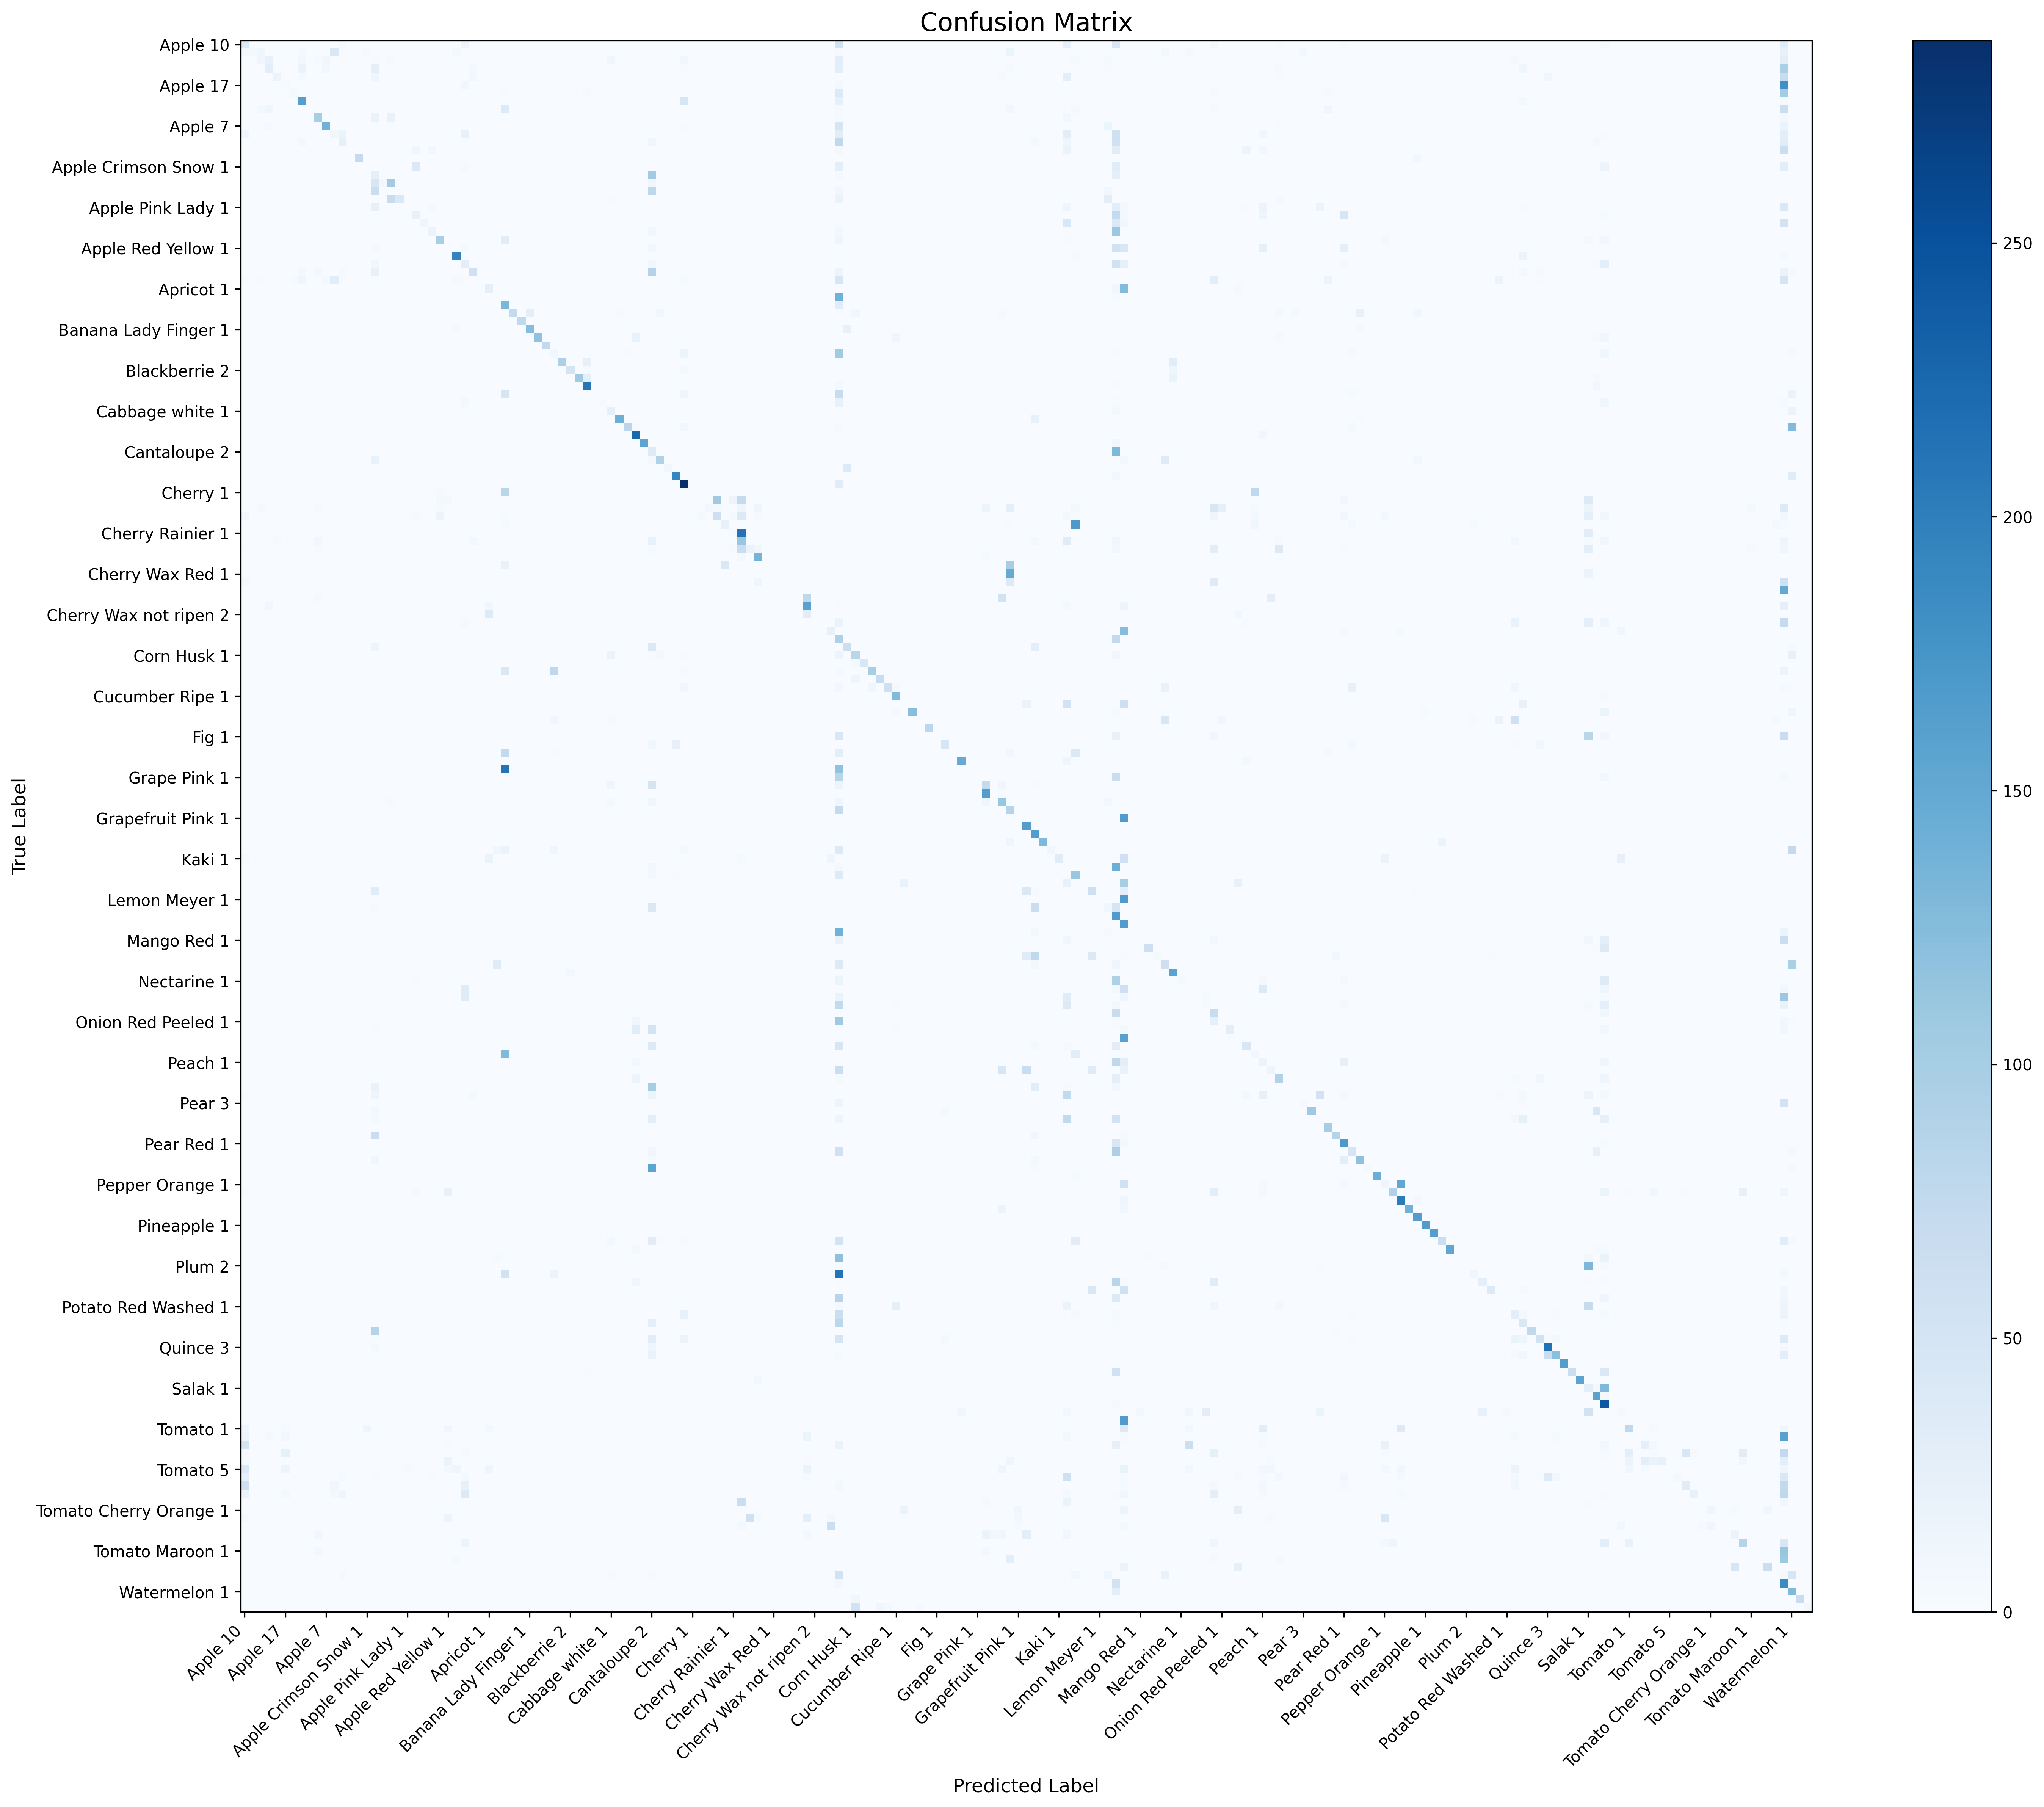 Confusion Matrix
True Label
Apple 10
Apple 17
Apple 7
Apple Crimson Snow 1
Apple Pink Lady 1
Apple Red Yellow 1
Apricot 1
Banana Lady Finger 1
Blackberrie 2
Cabbage white 1
Cantaloupe 2
Cherry 1
Cherry Rainier 1
Cherry Wax Red 1
Cherry Wax not ripen 2
Corn Husk 1
Cucumber Ripe 1
Fig 1
Grape Pink 1
Grapefruit Pink 1
Kaki 1
Lemon Meyer 1
Mango Red 1
Nectarine 1
Onion Red Peeled 1
Peach 1
Pear 3
Pear Red 1
Pepper Orange 1
Pineapple 1
Plum 2
Potato Red Washed 1
Quince 3
Salak 1
Tomato 1
Tomato 5
Tomato Cherry Orange 1
Tomato Maroon 1
Watermelon 1
Apple 10
Apple 17
Apple 7
Apple Crimson Snow 1
Apple Pink Lady 1
Apple Red Yellow 1
Apricot 1
Banana Lady Finger 1
Blackberrie 2
Cabbage white 1
Cantaloupe 2
Cherry 1
Cherry Rainier 1
Cherry Wax Red 1
Cherry Wax not ripen 2
Corn Husk 1
Cucumber Ripe 1
Fig 1
Grape Pink 1
Grapefruit Pink 1
Kaki 1
Lemon Meyer 1
Mango Red 1
Nectarine 1
Onion Red Peeled 1
Peach 1
Pear 3
Pear Red 1
Pepper Orange 1
Pineapple 1
Plum 2
Potato Red Washed 1
Quince 3
Salak 1
Tomato 1
Tomato 5
Tomato Cherry Orange 1
Tomato Maroon 1
Watermelon 1
Predicted Label
250
200
150
100
50
0